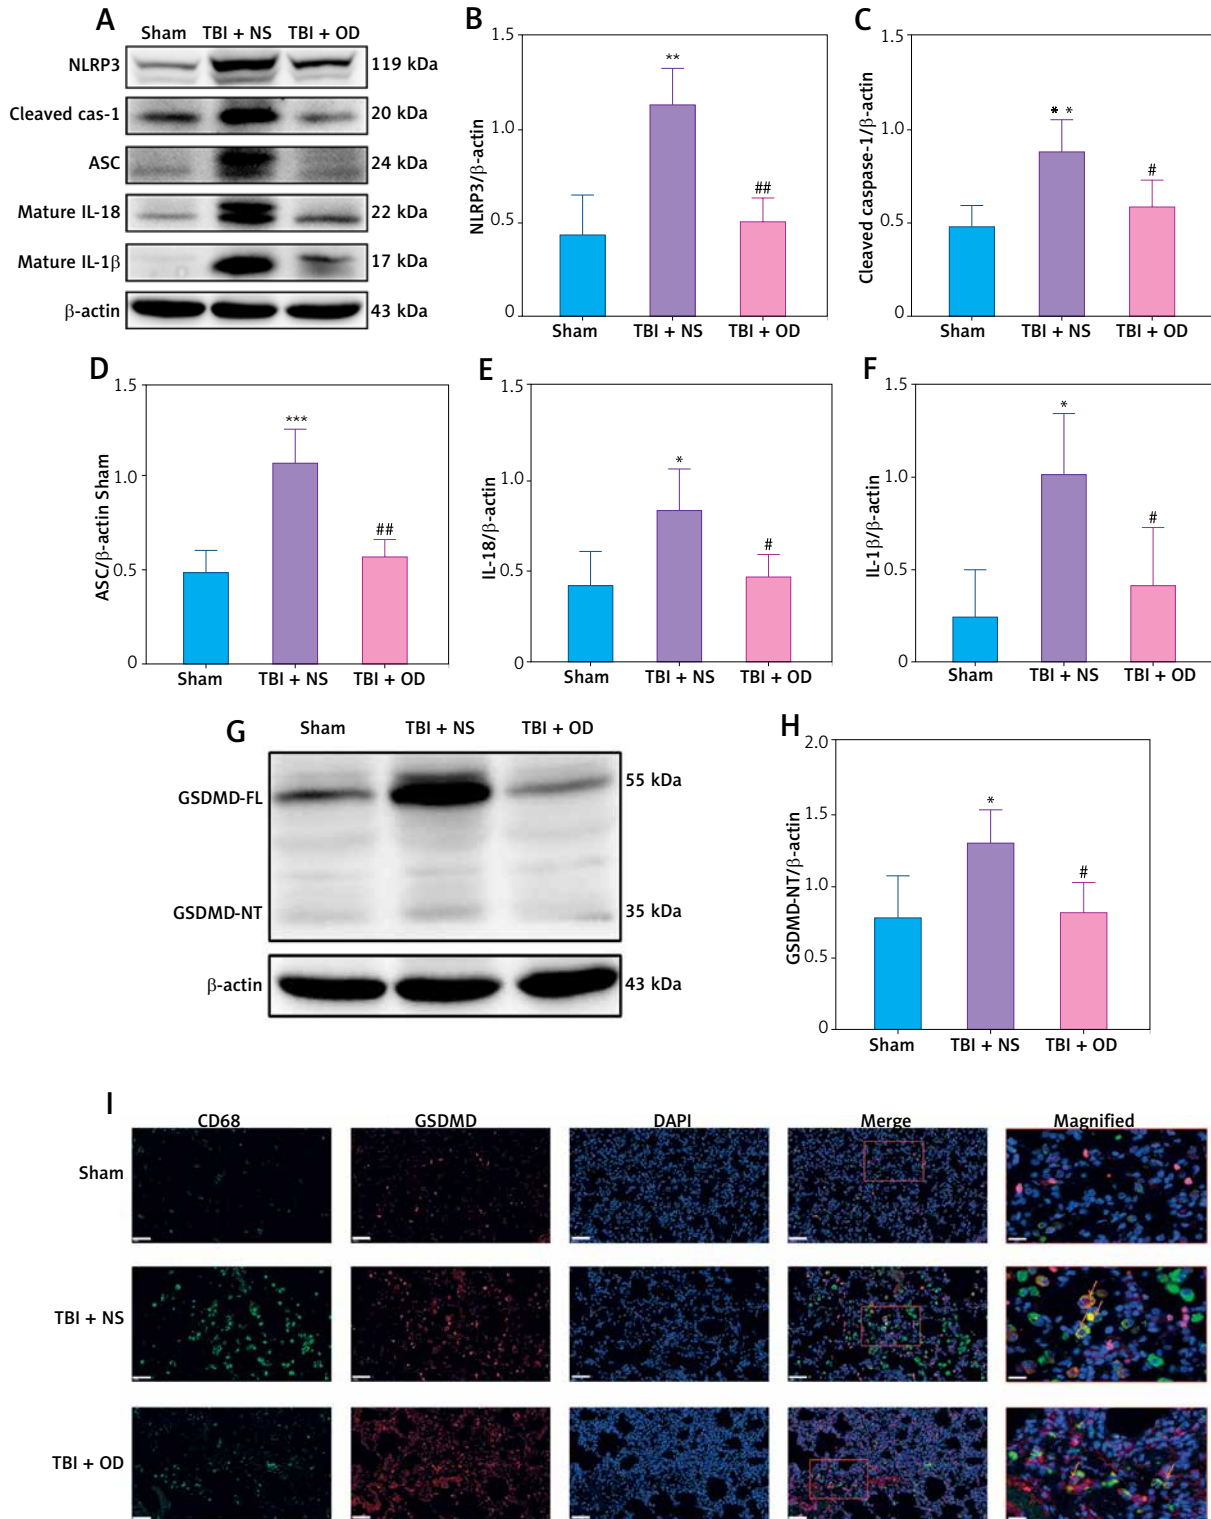 A
Sham TBI + NS TBI + OD
NLRP3 119 kDa
Cleaved cas-1 20 kDa
ASC 24 kDa
Mature IL-18 22 kDa
Mature IL-1β 17 kDa
β-actin 43 kDa
B
NLRP3/β-actin
1.5
1.0
0.5
0
**
##
Sham TBI + NS TBI + OD
C
Cleaved caspase-1/β-actin
1.5
1.0
0.5
0
* *
#
Sham TBI + NS TBI + OD
D
ASC/β-actin Sham
1.5
1.0
0.5
0
***
##
Sham TBI + NS TBI + OD
E
IL-18/β-actin
1.5
1.0
0.5
0
*
#
Sham TBI + NS TBI + OD
F
IL-1β/β-actin
1.5
1.0
0.5
0
*
#
Sham TBI + NS TBI + OD
G
Sham TBI + NS TBI + OD
55 kDa
GSDMD-FL
GSDMD-NT 35 kDa
β-actin 43 kDa
H
GSDMD-NT/β-actin
2.0
1.5
1.0
0.5
0
*
#
Sham TBI + NS TBI + OD
I
CD68 GSDMD DAPI Merge Magnified
Sham
TBI + NS
TBI + OD